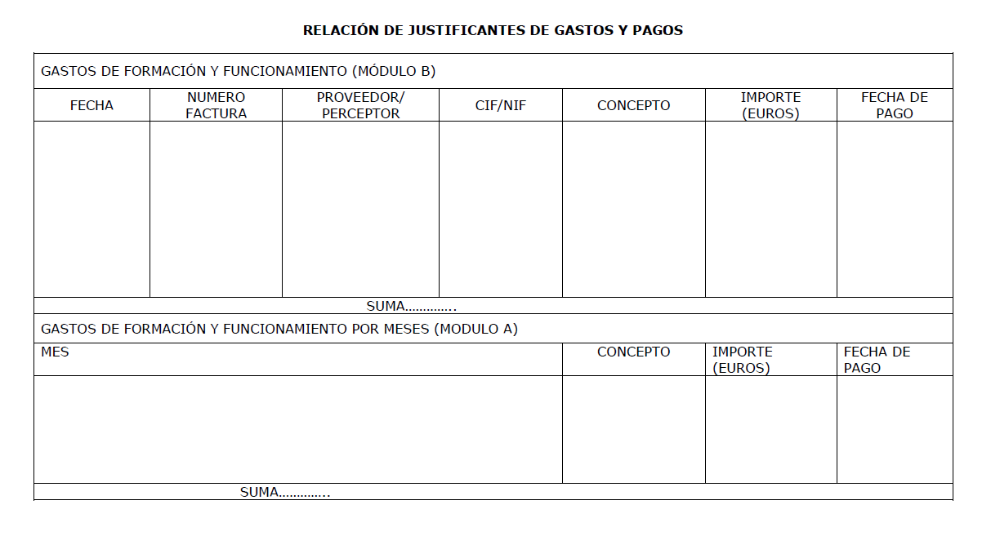 RELACIÓN DE JUSTIFICANTES DE GASTOS Y PAGOS
GASTOS DE FORMACIÓN Y FUNCIONAMIENTO (MÓDULO B)
FECHA
NUMERO
FACTURA
PROVEEDOR/
PERCEPTOR
CIF/NIF
CONCEPTO
IMPORTE
(EUROS)
FECHA DE
PAGO
SUMA…………..
GASTOS DE FORMACIÓN Y FUNCIONAMIENTO POR MESES (MODULO A)
MES
CONCEPTO
IMPORTE
(EUROS)
FECHA DE
PAGO
SUMA…………..